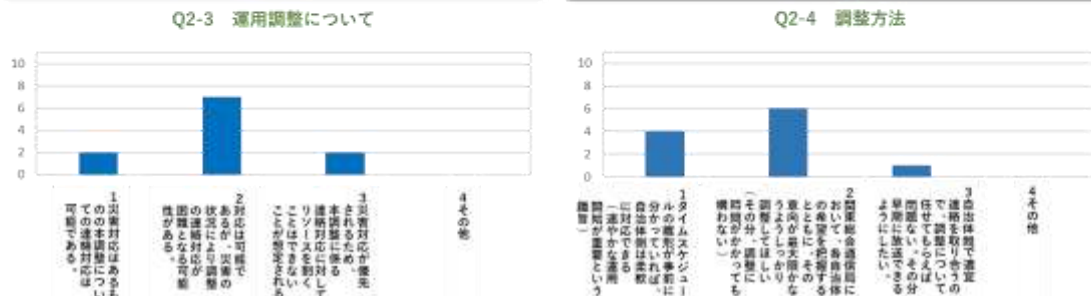 Q2-3 運用調整について
10
8
6
4
2
0
1災害対応はあるも
のの本調整につい
ての連絡対応は
可能である。
2対応は可能で
あるが、災害の
状況により調整
の連絡対応が
困難となる可能
性がある。
3災害対応が優先
されるため、
本調整に係る
連絡対応に対して
リソースを割く
ことはできない
ことが想定される
4その他
Q2-4 調整方法
10
8
6
4
2
0
1タイムスケジュー
ルの雛形が事前に
分かっていれば、
自治体側は柔軟
に対応できる
(速やかな運用
開始が重要という
趣旨)
2関東総合通信局に
おいて、各自治体
の希望を把握する
とともに、その
意向が最大限かな
うようしっかり
調整してほしい
(その分、調整に
時間がかかっても
構わない)
3自治体間で適宜
連絡を取り合うの
で、調整について
任せてもらえば
問題ない。その分
早期に放送できる
ようにしたい。
4その他